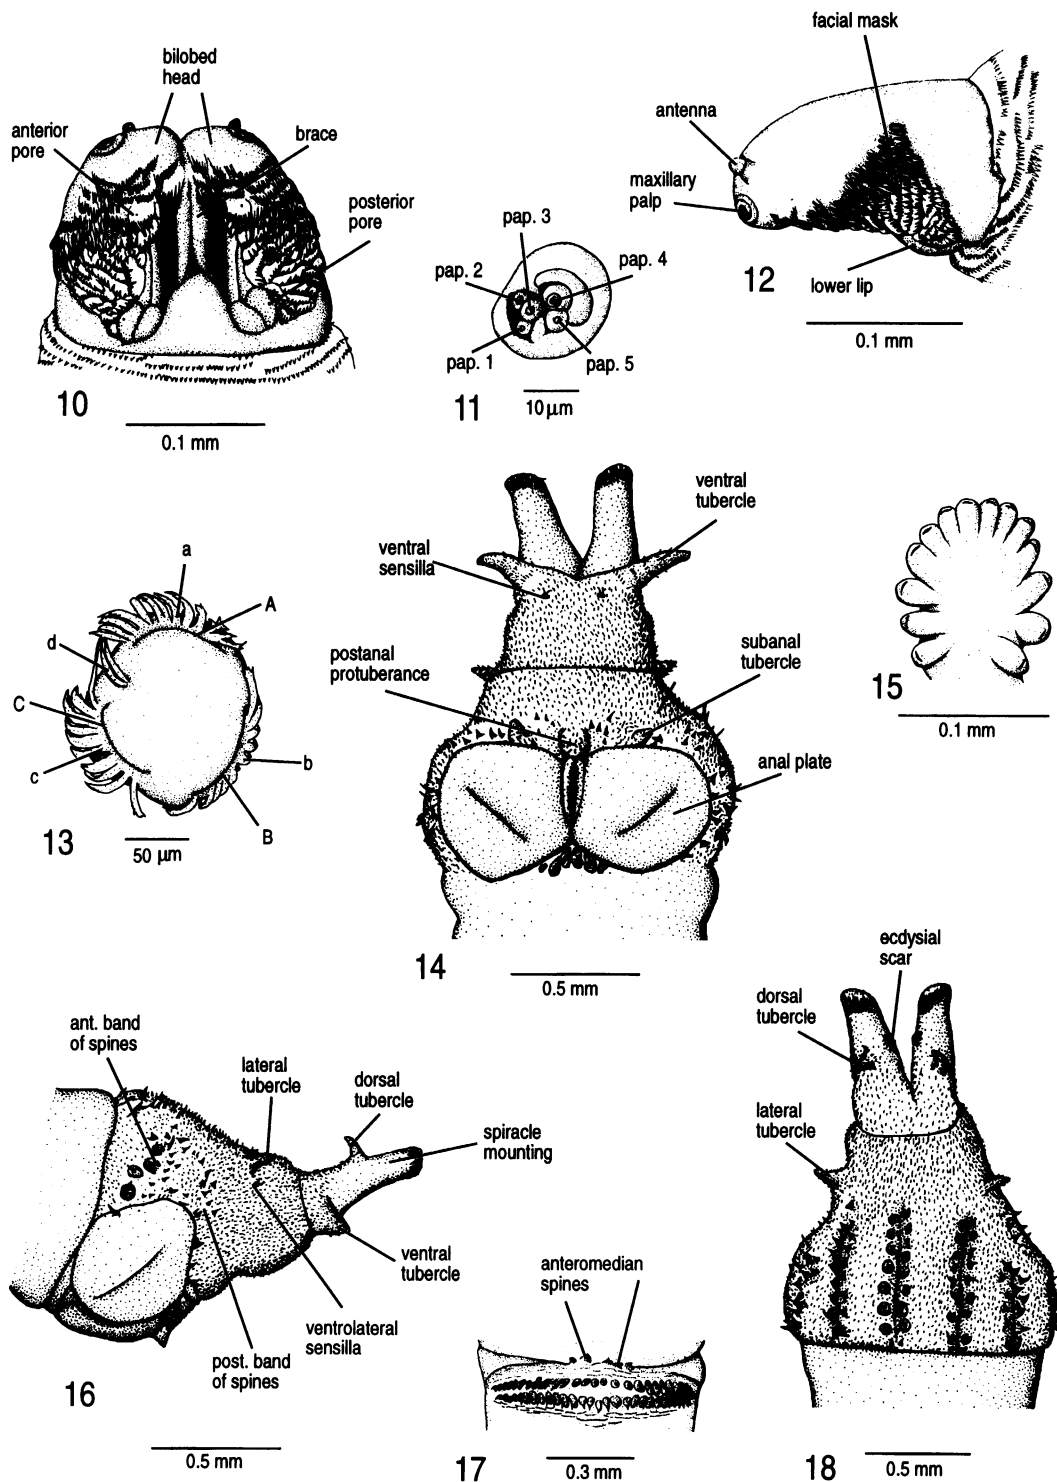 bilobed
head
anterior
pore
brace
posterior
pore
10
0.1 mm
pap. 3
pap. 2
pap. 4
pap. 1
pap. 5
11
10 µm
facial mask
antenna
maxillary
palp
12
lower lip
0.1 mm
a
A
d
C
c
b
B
13
50 µm
ventral
tubercle
ventral
sensilla
postanal
protuberance
subanal
tubercle
anal plate
14
0.5 mm
15
0.1 mm
ant. band
of spines
lateral
tubercle
dorsal
tubercle
spiracle
mounting
ventral
tubercle
ventrolateral
sensilla
post. band
of spines
16
0.5 mm
anteromedian
spines
17
0.3 mm
ecdysial
scar
dorsal
tubercle
lateral
tubercle
18
0.5 mm